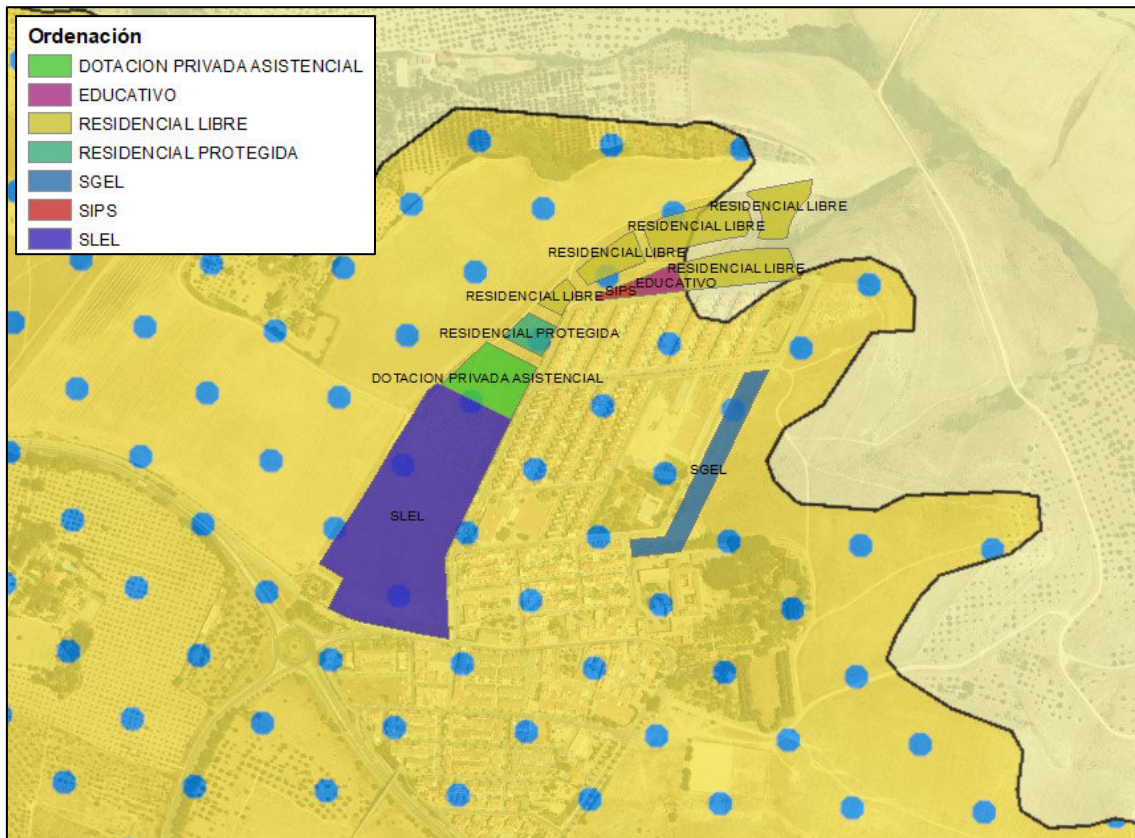 Ordenación
DOTACION PRIVADA ASISTENCIAL
EDUCATIVO
RESIDENCIAL LIBRE
RESIDENCIAL PROTEGIDA
SGEL
SIPS
SLEL
RESIDENCIAL LIBRE
RESIDENCIAL LIBRE
RESIDENCIAL LIBRE
RESIDENCIAL LIBRE
EDUCATIVO
SIPS
RESIDENCIAL LIBRE
RESIDENCIAL PROTEGIDA
DOTACION PRIVADA ASISTENCIAL
SGEL
SLEL